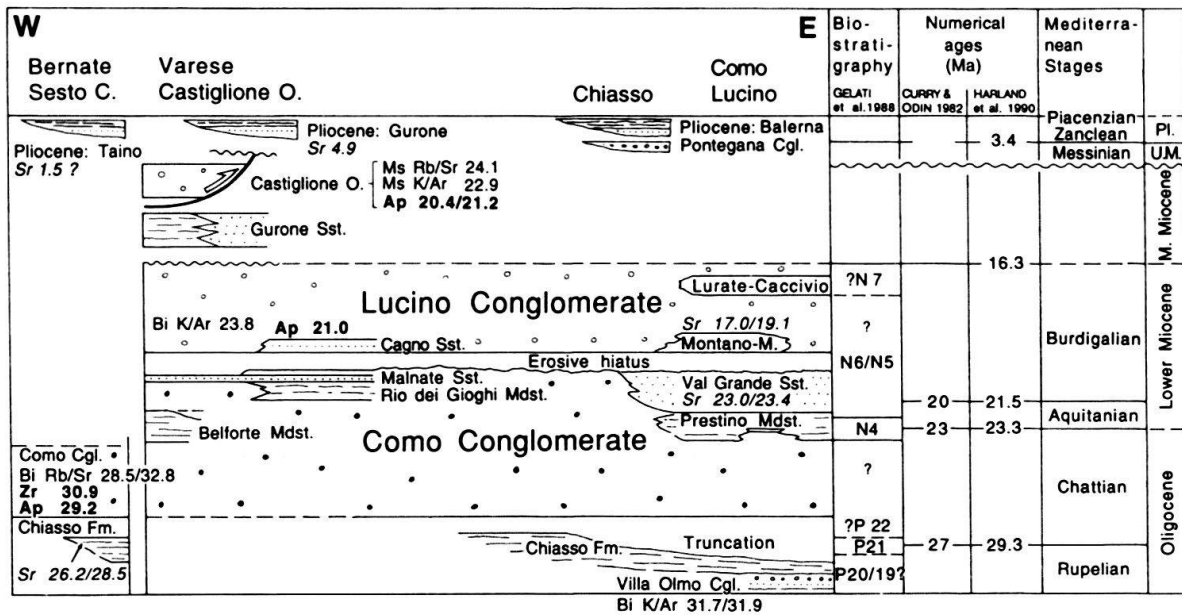 W
E
Bernate
Sesto C.
Varese
Castiglione O.
Chiasso
Como
Lucino
Bio-
strati-
graphy
GELATI
et al.1988
Numerical
ages
(Ma)
CURRY &
ODIN 1982
HARLAND
et al. 1990
Mediterra-
nean
Stages
Pliocene: Taino
Sr 1.5 ?
Pliocene: Gurone
Sr 4.9
Pliocene: Balerna
Pontegana Cgl.
3.4
Piacenzian
Zanclean
Messinian
Pl.
U.M.
Castiglione O.
Ms Rb/Sr 24.1
Ms K/Ar 22.9
Ap 20.4/21.2
Gurone Sst.
M. Miocene
16.3
Lucino Conglomerate
Lurate-Caccivio
?N 7
Bi K/Ar 23.8
Ap 21.0
Sr 17.0/19.1
?
Cagno Sst.
Montano-M.
Burdigalian
Lower Miocene
Erosive hiatus
N6/N5
Malnate Sst.
Rio dei Gioghi Mdst.
Val Grande Sst.
Sr 23.0/23.4
20
21.5
Belforte Mdst.
Prestino Mdst.
Aquitanian
N4
23
23.3
Como Conglomerate
Como Cgl.
Bi Rb/Sr 28.5/32.8
Zr 30.9
Ap 29.2
?
Chattian
Oligocene
Chiasso Fm.
Sr 26.2/28.5
Chiasso Fm.
Truncation
?P 22
P21
27
29.3
Villa Olmo Cgl.
P20/19?
Rupelian
Bi K/Ar 31.7/31.9